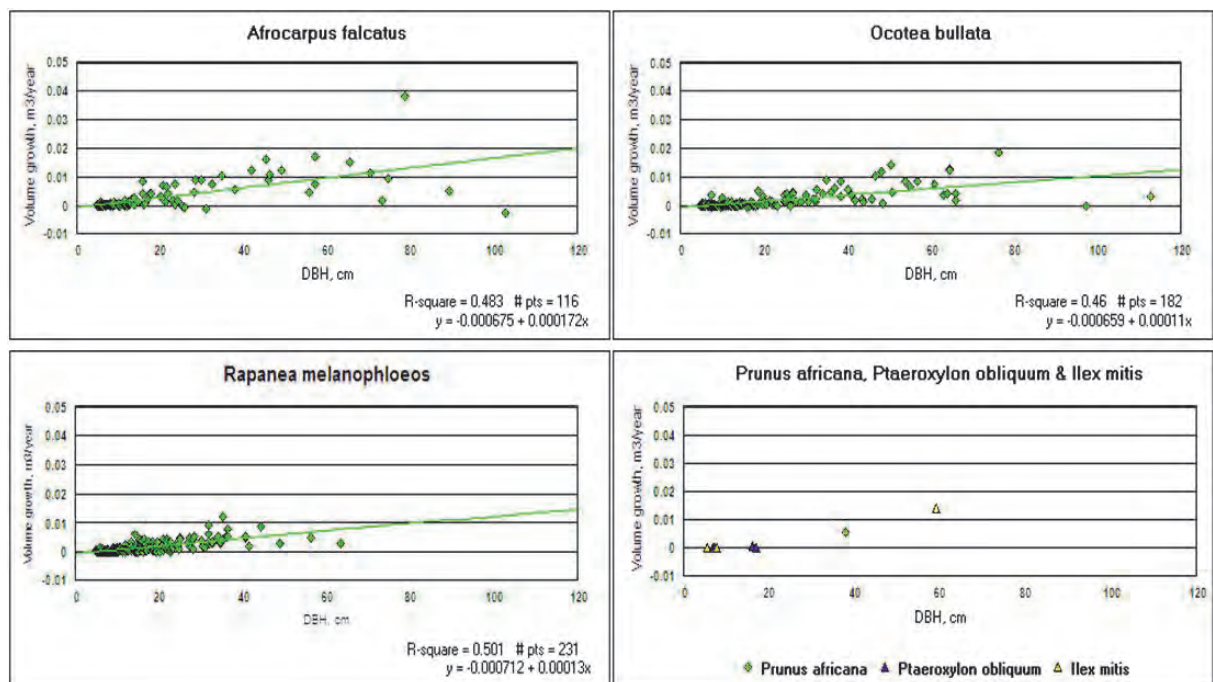 Afrocarpus falcatus
Volume growth, m3/year
0.05
0.04
0.03
0.02
0.01
0
-0.01
0 20 40 60 80 100 120
DBH, cm
R-square = 0.483 # pts = 116
y = -0.000675 + 0.000172x
Ocotea bullata
Volume growth, m3/year
0.05
0.04
0.03
0.02
0.01
0
-0.01
0 20 40 60 80 100 120
DBH, cm
R-square = 0.46 # pts = 182
y = -0.000659 + 0.00011x
Rapanea melanophloeos
Volume growth, m3/year
0.05
0.04
0.03
0.02
0.01
0
-0.01
0 20 40 60 80 100 120
DBH, cm
R-square = 0.501 # pts = 231
y = -0.000712 + 0.00013x
Prunus africana, Ptaeroxylon obliquum & Ilex mitis
Volume growth, m3/year
0.05
0.04
0.03
0.02
0.01
0
-0.01
0 20 40 60 80 100 120
DBH, cm
Prunus africana Ptaeroxylon obliquum Ilex mitis